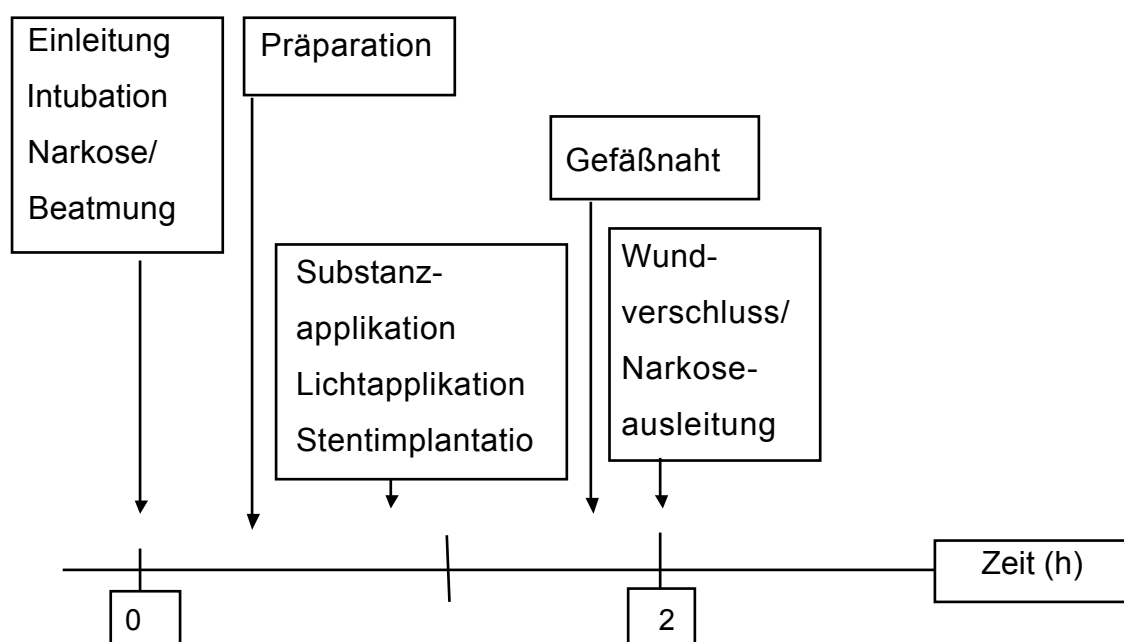 Einleitung
Intubation
Narkose/
Beatmung
Präparation
Substanz-
applikation
Lichtapplikation
Stentimplantatio
Gefäßnaht
Wund-
verschluss/
Narkose-
ausleitung
Zeit (h)
0
2